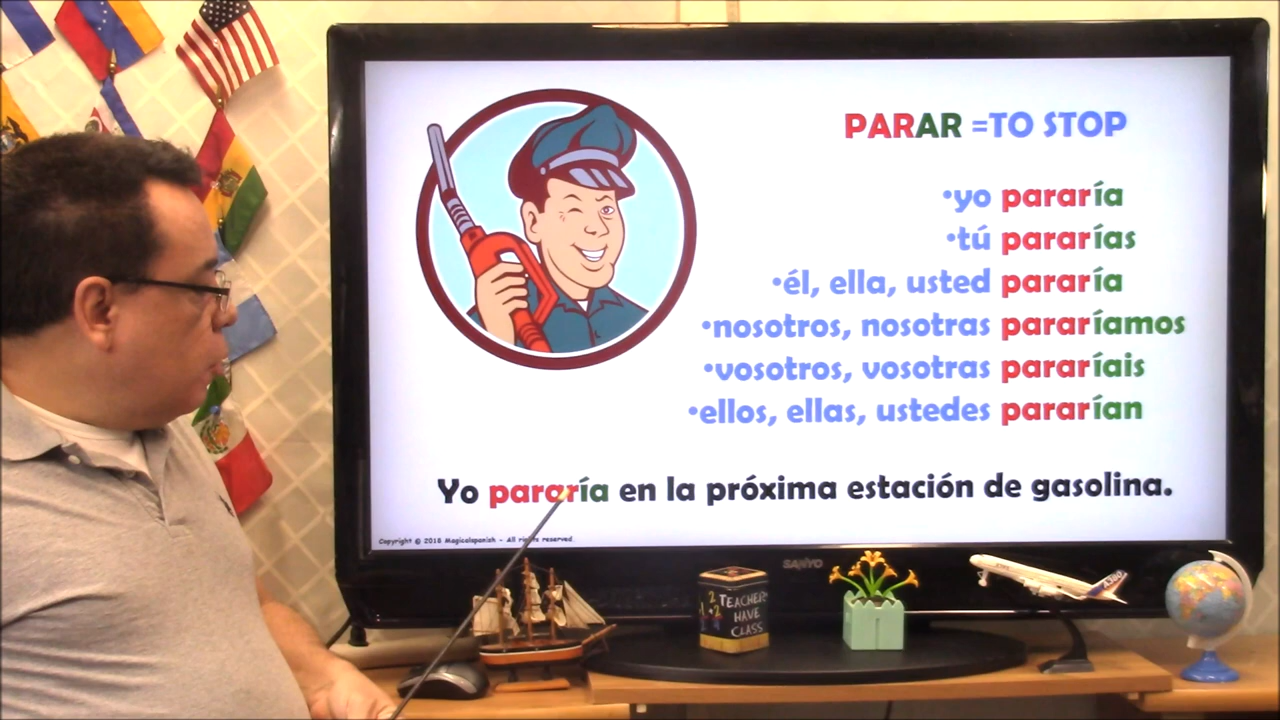 PARAR =TO STOP
•yo pararía
•tú pararías
•él, ella, usted pararía
•nosotros, nosotras pararíamos
•vosotros, vosotras pararíais
•ellos, ellas, ustedes pararían
Yo pararía en la próxima estación de gasolina.
Copyright © 2016 Magicalspanish - All rights reserved.
SANYO
TEACHERS
HAVE
CLASS
A380